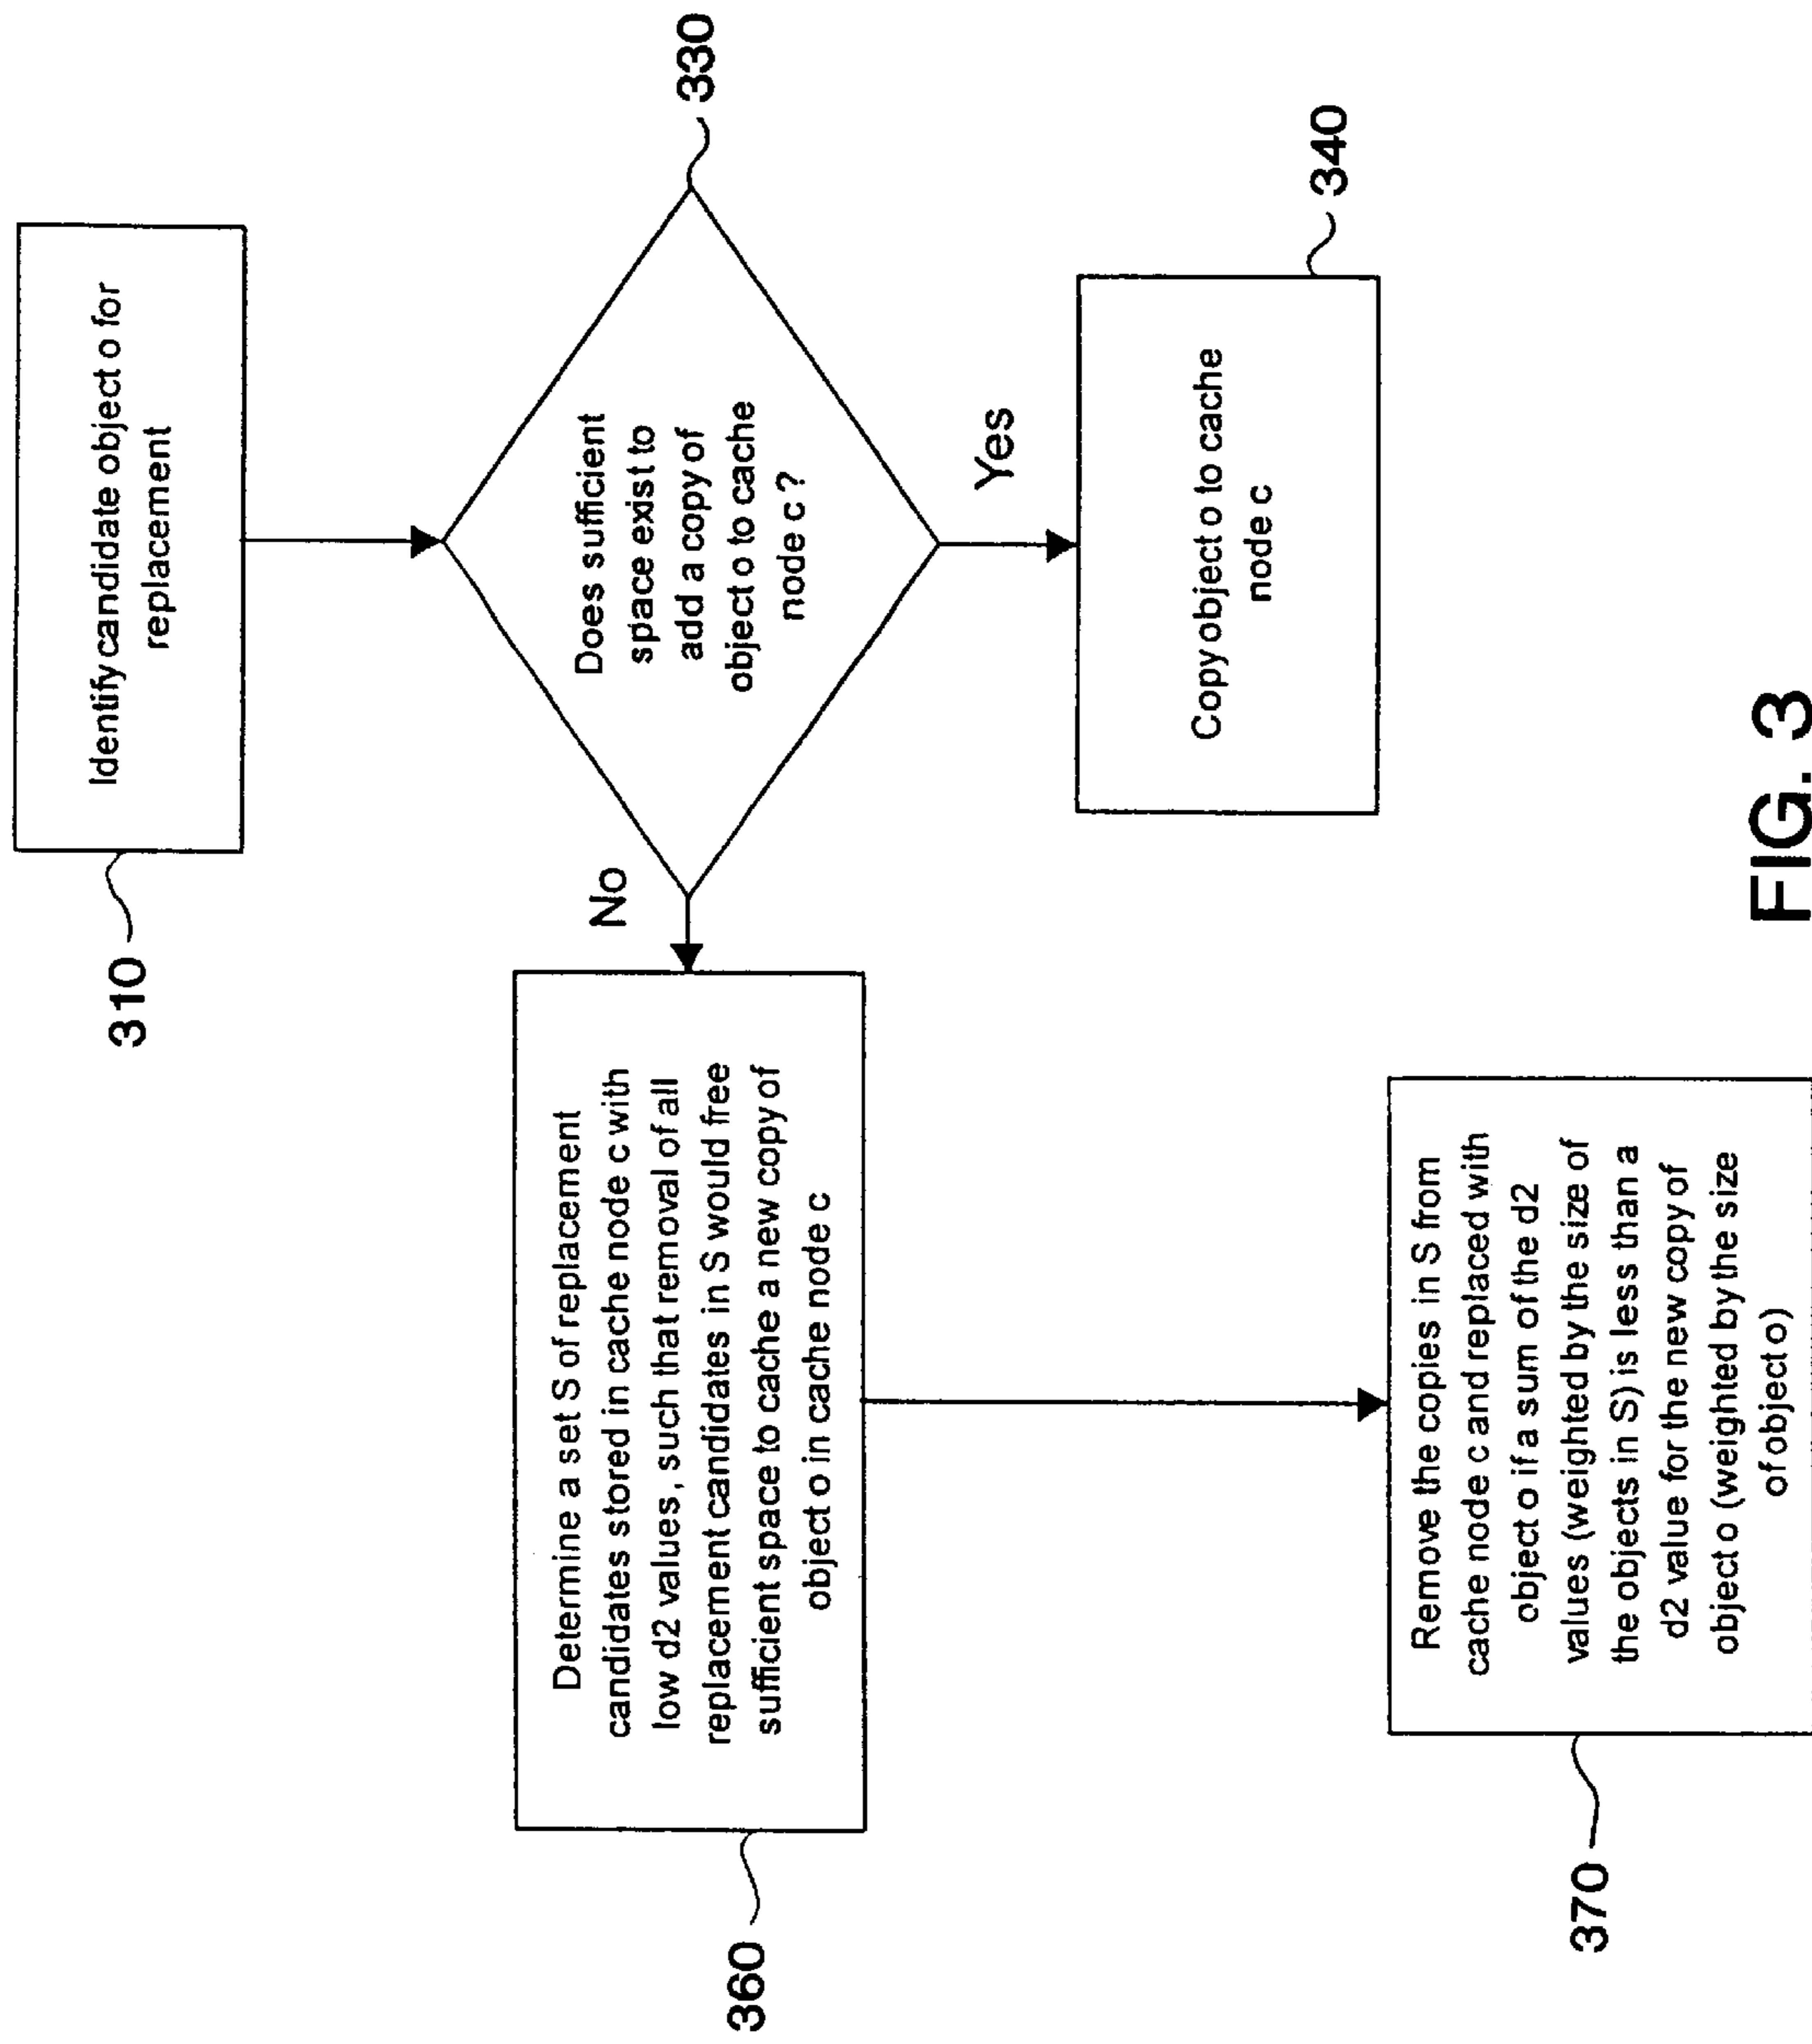 310
Identify candidate object o for
replacement
330
Does sufficient
space exist to
add a copy of
object o to cache
node c ?
No
Yes
360
Determine a set S of replacement
candidates stored in cache node c with
low d2 values, such that removal of all
replacement candidates in S would free
sufficient space to cache a new copy of
object o in cache node c
Copy object o to cache
node c
340
370
Remove the copies in S from
cache node c and replaced with
object o if a sum of the d2
values (weighted by the size of
the objects in S) is less than a
d2 value for the new copy of
object o (weighted by the size
of object o)
FIG. 3